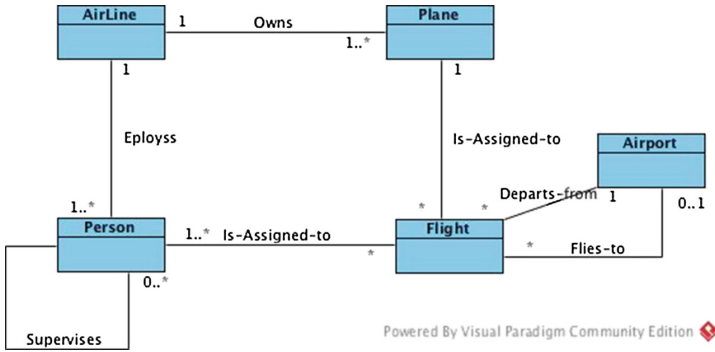 AirLine
1
Owns
1..*
Plane
1
1
Eployss
Is-Assigned-to
Airport
1..*
*
*
Departs-from
1
0..1
Person
1..*
Is-Assigned-to
*
Flight
*
Flies-to
0..*
Supervises
Powered By Visual Paradigm Community Edition